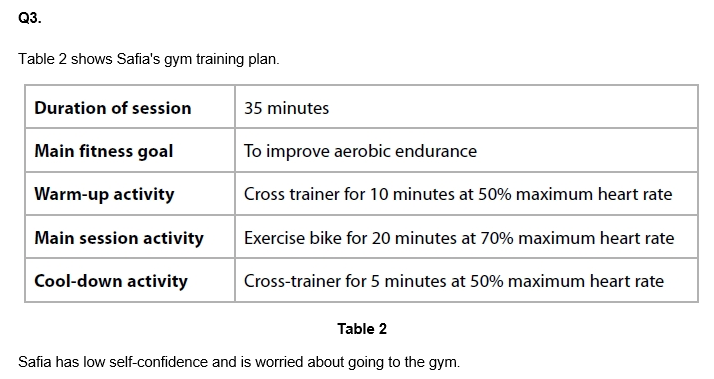 Q3.
Table 2 shows Safia's gym training plan.
Duration of session 35 minutes
Main fitness goal To improve aerobic endurance
Warm-up activity Cross trainer for 10 minutes at 50% maximum heart rate
Main session activity Exercise bike for 20 minutes at 70% maximum heart rate
Cool-down activity Cross-trainer for 5 minutes at 50% maximum heart rate
Table 2
Safia has low self-confidence and is worried about going to the gym.